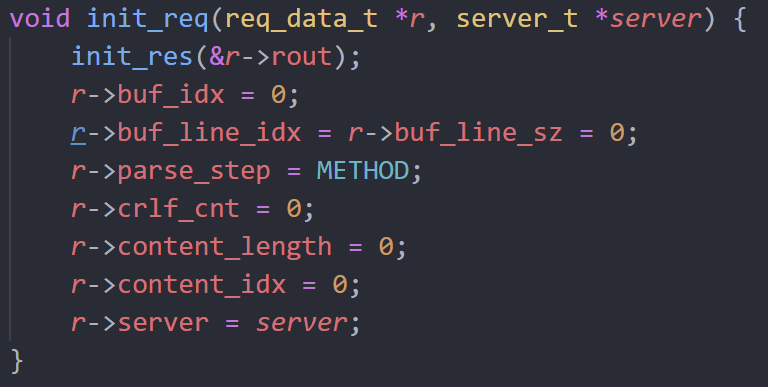 void init_req(req_data_t *r, server_t *server) {
    init_res(&r->rout);
    r->buf_idx = 0;
    r->buf_line_idx = r->buf_line_sz = 0;
    r->parse_step = METHOD;
    r->crlf_cnt = 0;
    r->content_length = 0;
    r->content_idx = 0;
    r->server = server;
}